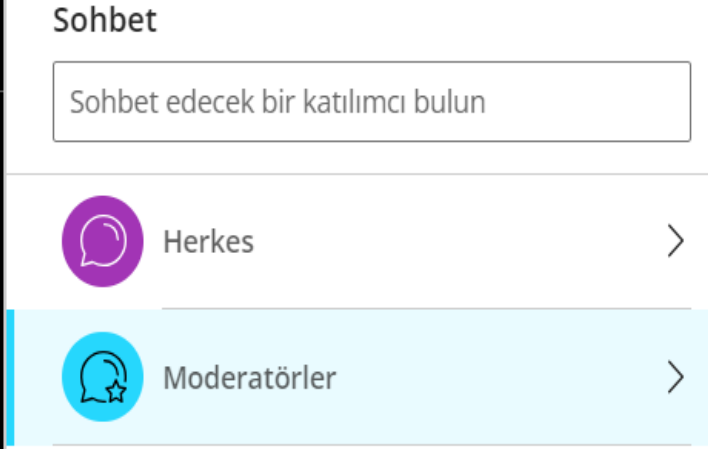 Sohbet
Sohbet edecek bir katılımcı bulun
Herkes
Moderatörler